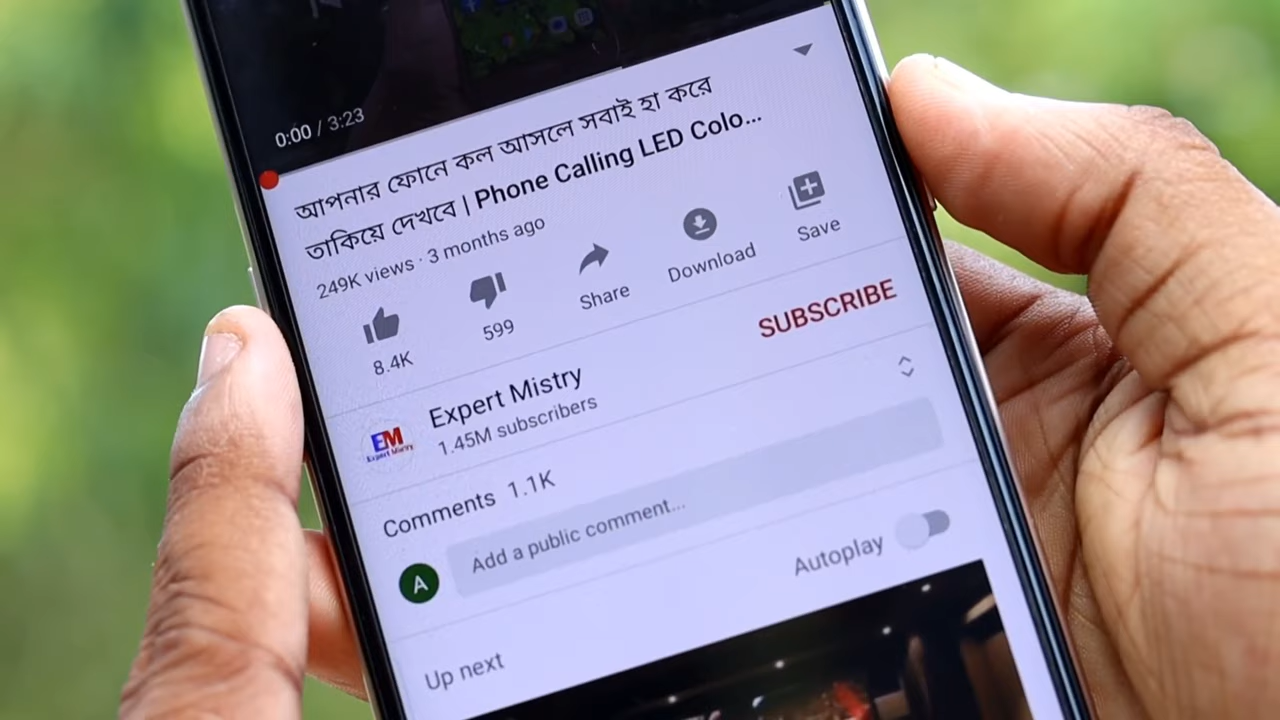 0:00 / 3:23
আপনার ফোনে কল আসলে সবাই হা করে
তাকিয়ে দেখবে | Phone Calling LED Colo...
249K views · 3 months ago
8.4K
599
Share
Download
Save
Expert Mistry
1.45M subscribers
SUBSCRIBE
EM
Expert Mistry
Comments 1.1K
A
Add a public comment...
Autoplay
Up next